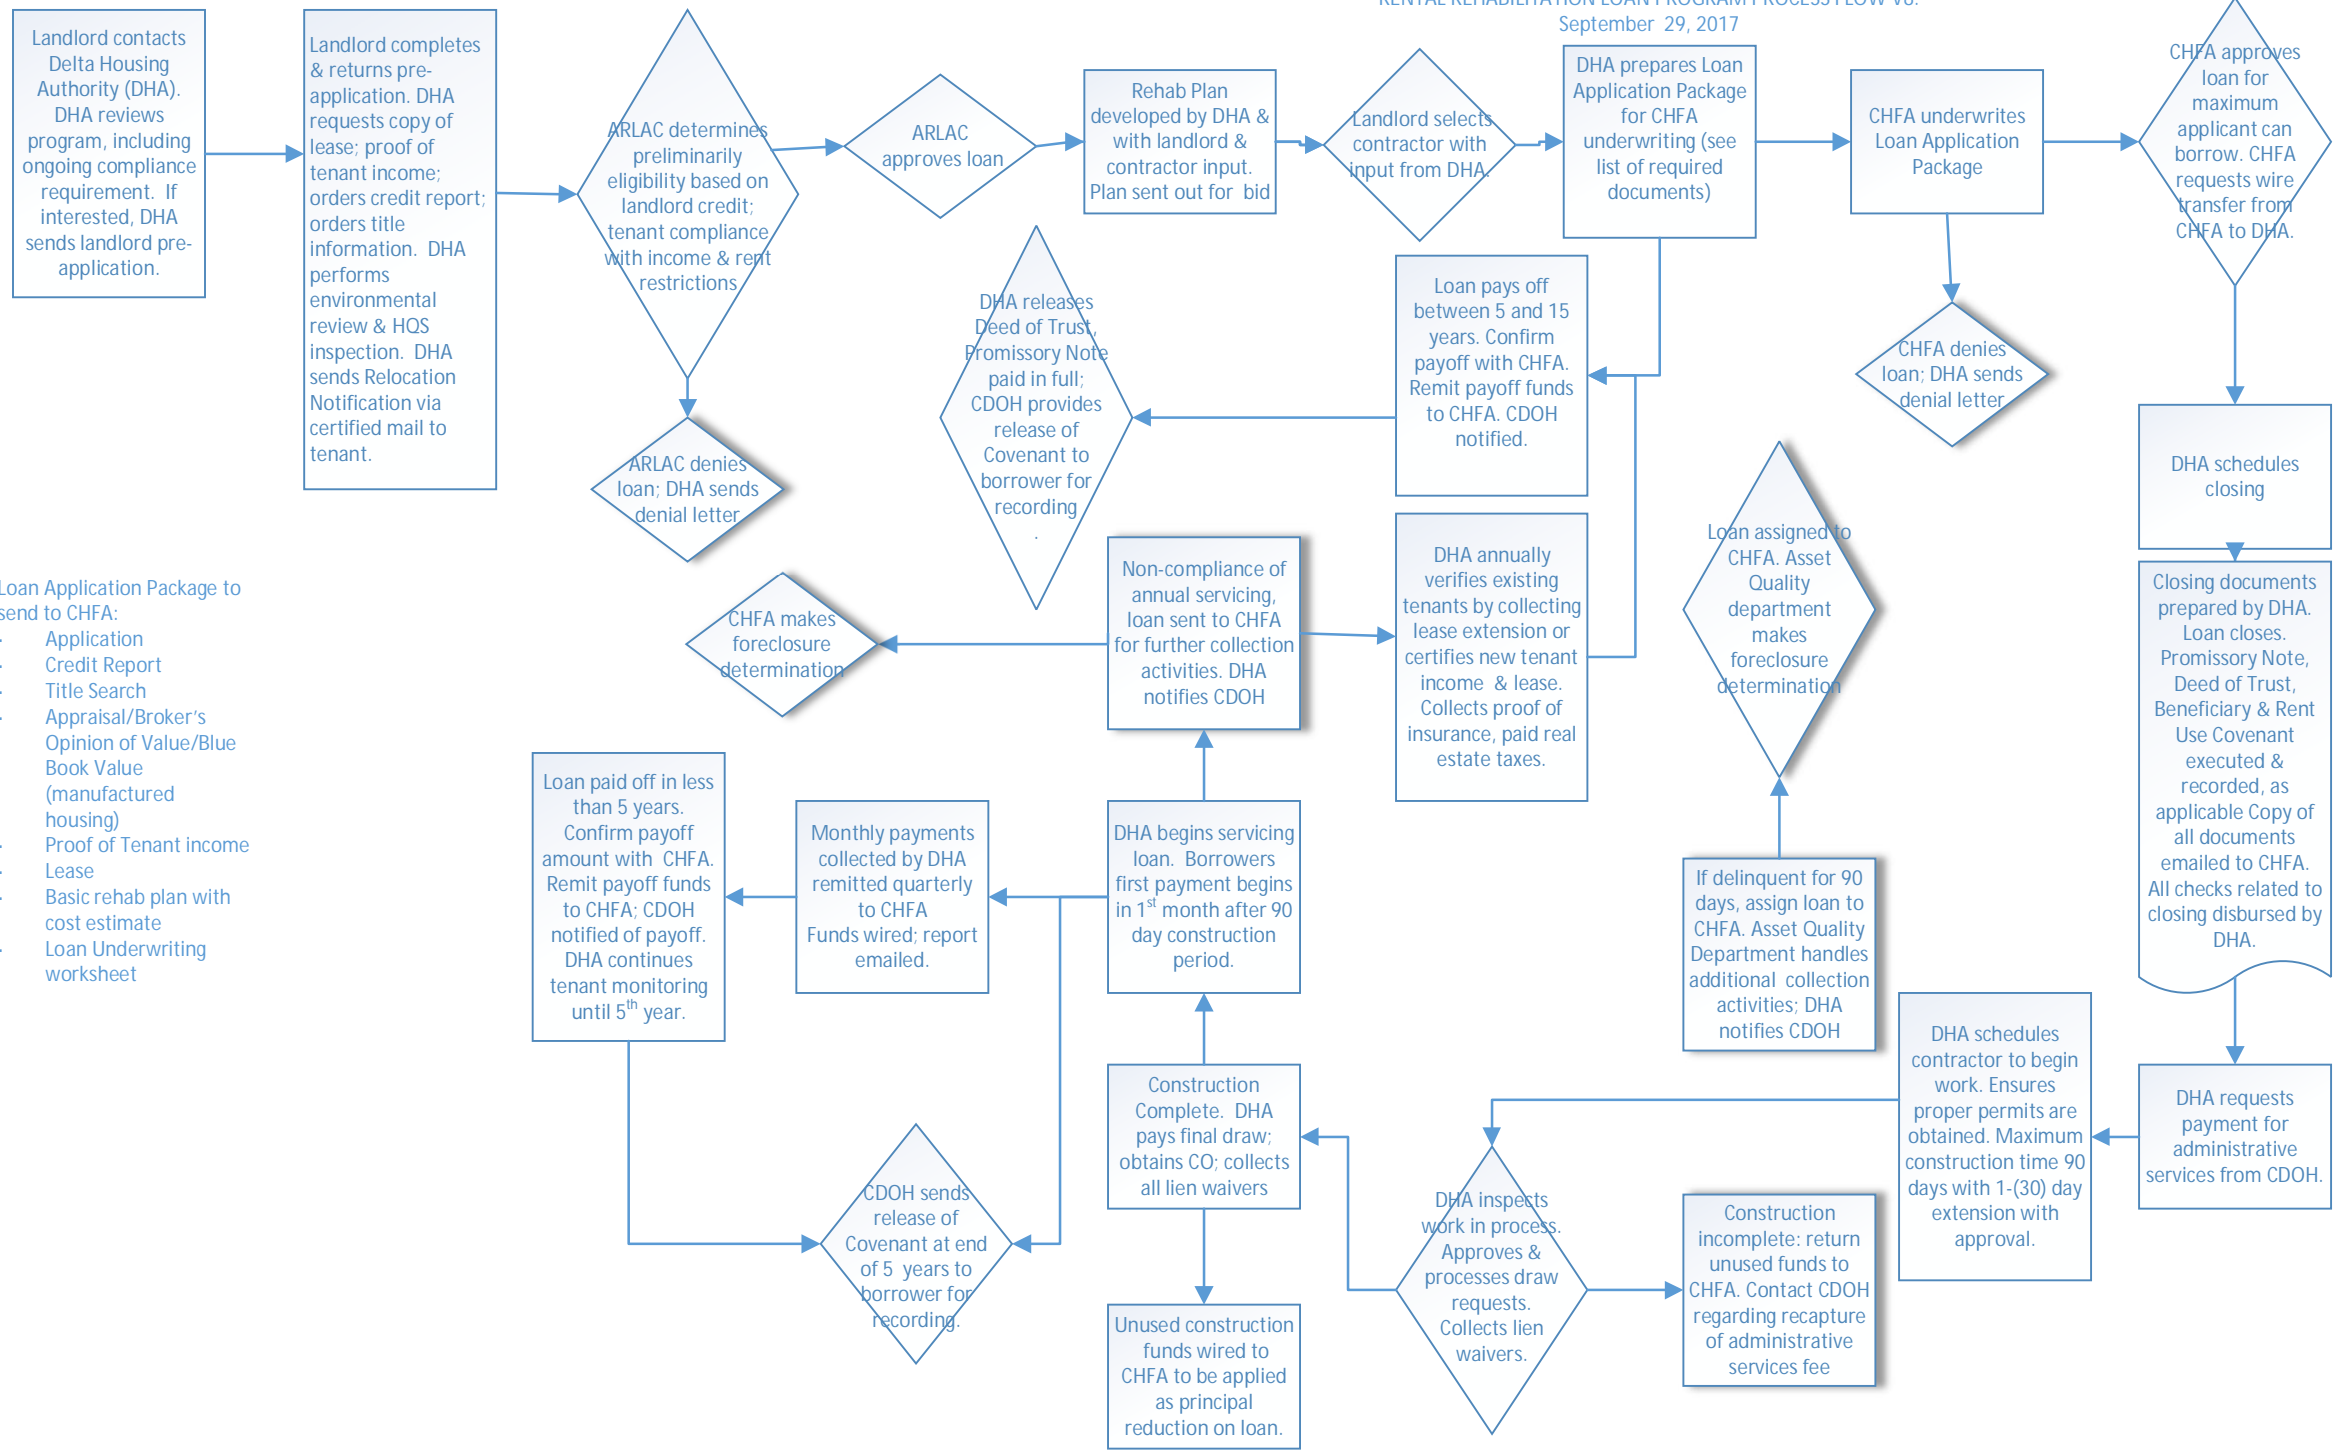 RENTAL REHABILITATION LOAN PROGRAM PROCESS FLOW V8.
September 29, 2017
Landlord contacts
Delta Housing
Authority (DHA).
DHA reviews
program, including
ongoing compliance
requirement. If
interested, DHA
sends landlord pre-
application.
Landlord completes
& returns pre-
application. DHA
requests copy of
lease; proof of
tenant income;
orders credit report;
orders title
information. DHA
performs
environmental
review & HQS
inspection. DHA
sends Relocation
Notification via
certified mail to
tenant.
ARLAC determines
preliminarily
eligibility based on
landlord credit;
tenant compliance
with income & rent
restrictions
ARLAC
approves loan
Rehab Plan
developed by DHA &
with landlord &
contractor input.
Plan sent out for bid
Landlord selects
contractor with
input from DHA.
DHA prepares Loan
Application Package
for CHFA
underwriting (see
list of required
documents)
CHFA underwrites
Loan Application
Package
CHFA approves
loan for
maximum
applicant can
borrow. CHFA
requests wire
transfer from
CHFA to DHA.
ARLAC denies
loan; DHA sends
denial letter
DHA releases
Deed of Trust,
Promissory Note
paid in full;
CDOH provides
release of
Covenant to
borrower for
recording
.
Loan pays off
between 5 and 15
years. Confirm
payoff with CHFA.
Remit payoff funds
to CHFA. CDOH
notified.
CHFA denies
loan; DHA sends
denial letter
DHA schedules
closing
Loan Application Package to
send to CHFA:
· Application
· Credit Report
· Title Search
· Appraisal/Broker's
Opinion of Value/Blue
Book Value
(manufactured
housing)
· Proof of Tenant income
· Lease
· Basic rehab plan with
cost estimate
· Loan Underwriting
worksheet
CHFA makes
foreclosure
determination
Non-compliance of
annual servicing,
loan sent to CHFA
for further collection
activities. DHA
notifies CDOH
DHA annually
verifies existing
tenants by collecting
lease extension or
certifies new tenant
income & lease.
Collects proof of
insurance, paid real
estate taxes.
Loan assigned to
CHFA. Asset
Quality
department
makes
foreclosure
determination
Closing documents
prepared by DHA.
Loan closes.
Promissory Note,
Deed of Trust,
Beneficiary & Rent
Use Covenant
executed &
recorded, as
applicable Copy of
all documents
emailed to CHFA.
All checks related to
closing disbursed by
DHA.
Loan paid off in less
than 5 years.
Confirm payoff
amount with CHFA.
Remit payoff funds
to CHFA; CDOH
notified of payoff.
DHA continues
tenant monitoring
until 5th year.
Monthly payments
collected by DHA
remitted quarterly
to CHFA
Funds wired; report
emailed.
DHA begins servicing
loan. Borrowers
first payment begins
in 1st month after 90
day construction
period.
If delinquent for 90
days, assign loan to
CHFA. Asset Quality
Department handles
additional collection
activities; DHA
notifies CDOH
DHA schedules
contractor to begin
work. Ensures
proper permits are
obtained. Maximum
construction time 90
days with 1-(30) day
extension with
approval.
DHA requests
payment for
administrative
services from CDOH.
Construction
Complete. DHA
pays final draw;
obtains CO; collects
all lien waivers
CDOH sends
release of
Covenant at end
of 5 years to
borrower for
recording.
DHA inspects
work in process.
Approves &
processes draw
requests.
Collects lien
waivers.
Construction
incomplete: return
unused funds to
CHFA. Contact CDOH
regarding recapture
of administrative
services fee
Unused construction
funds wired to
CHFA to be applied
as principal
reduction on loan.